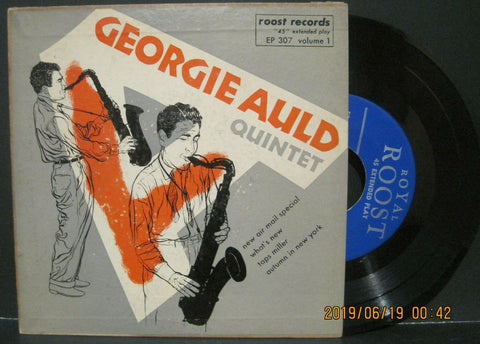 roost records
"45" extended play
EP 307 volume 1
GEORGIE AULD
QUINTET
new air mail special
what's new
taps miller
autumn in new york
ROYAL
ROOST
45 EXTENDED PLAY
2019/06/19 00:42